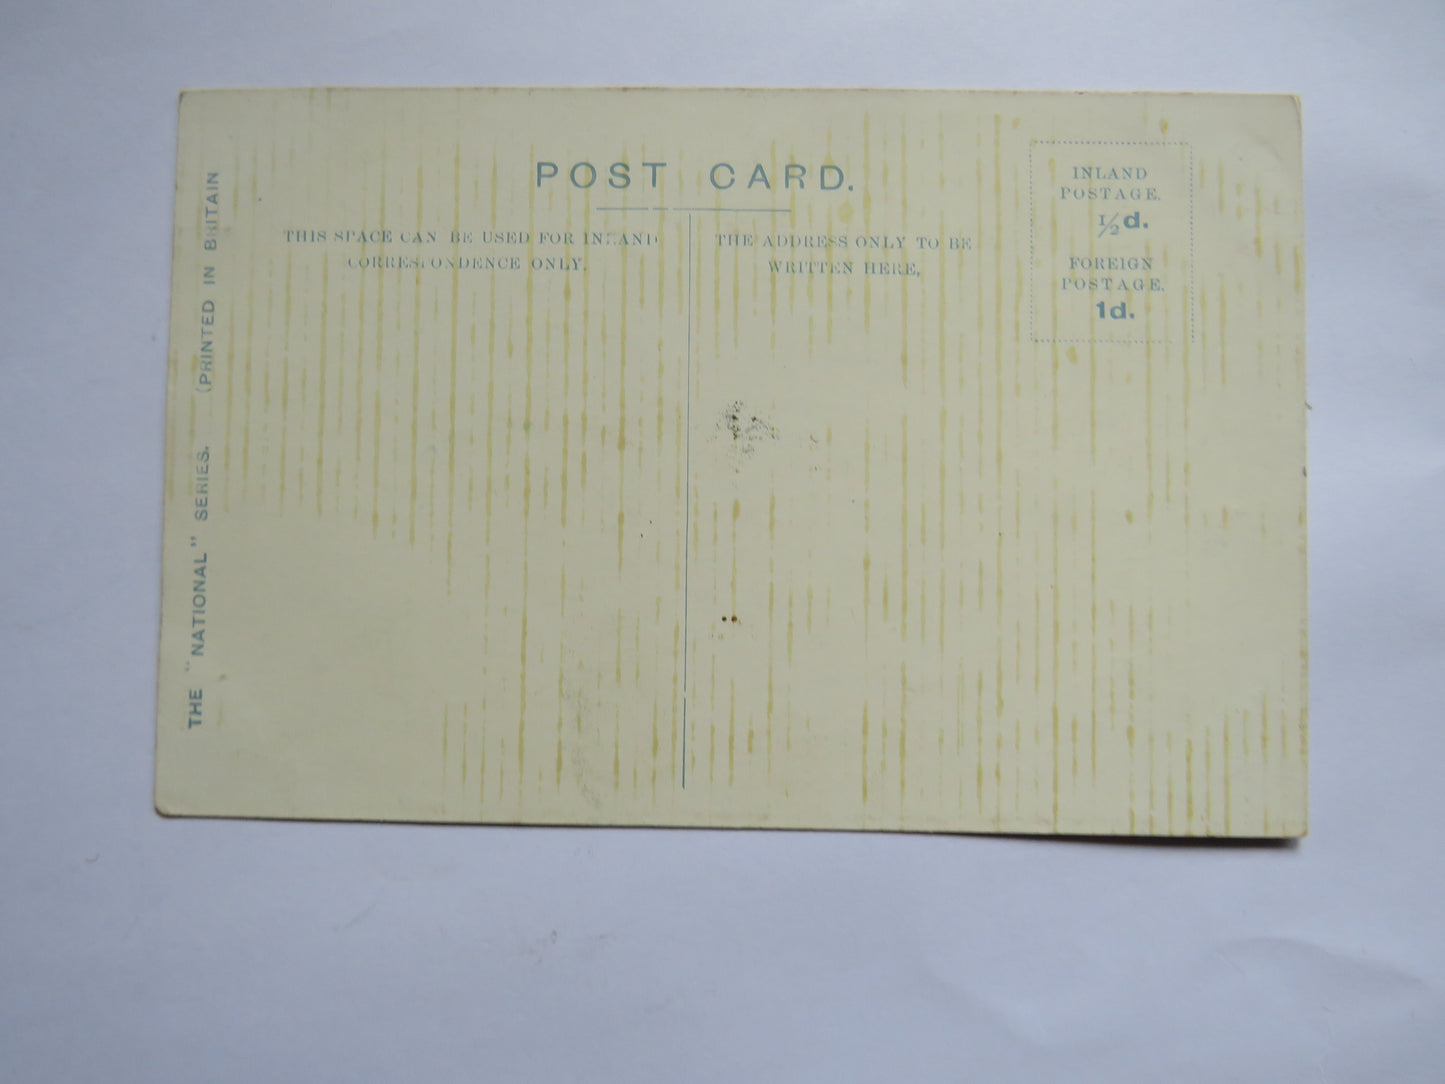 POST CARD.
THIS SPACE CAN BE USED FOR INLAND
CORRESPONDENCE ONLY.
THE ADDRESS ONLY TO BE
WRITTEN HERE,
INLAND
POSTAGE.
½d.
FOREIGN
POSTAGE.
1d.
THE "NATIONAL" SERIES. (PRINTED IN BRITAIN